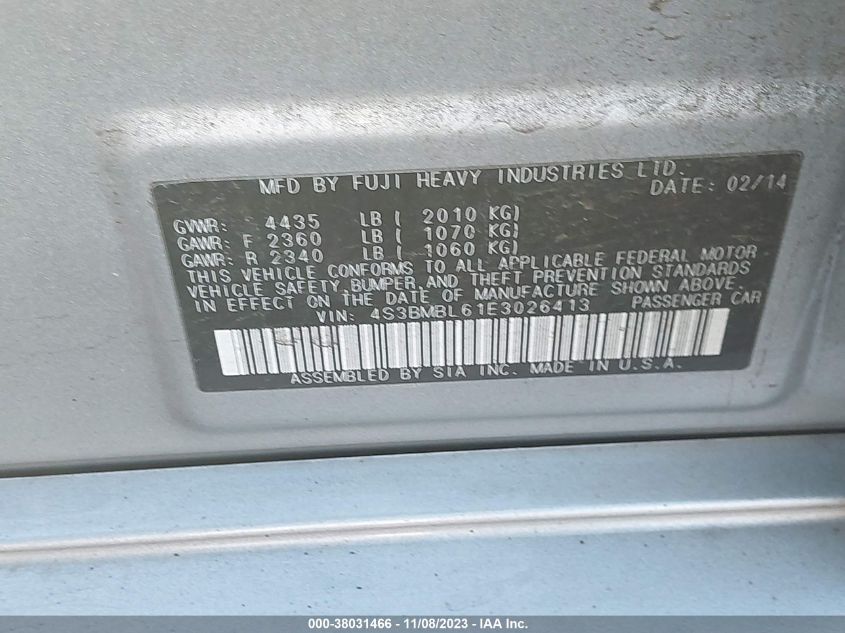 MFD BY FUJI HEAVY INDUSTRIES LTD.
DATE: 02/14
GVWR: 4435 LB ( 2010 KG)
GAWR: F 2360 LB ( 1070 KG)
GAWR: R 2340 LB ( 1060 KG)
THIS VEHICLE CONFORMS TO ALL APPLICABLE FEDERAL MOTOR
VEHICLE SAFETY,BUMPER,AND THEFT PREVENTION STANDARDS
IN EFFECT ON THE DATE OF MANUFACTURE SHOWN ABOVE.
VIN: 4S3BMBL61E3026413 PASSENGER CAR
ASSEMBLED BY SIA INC. MADE IN U.S.A.
000-38031466 - 11/08/2023 - IAA Inc.